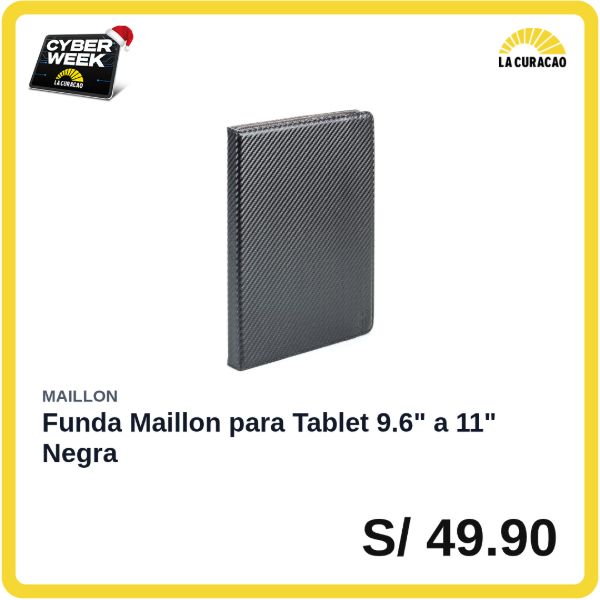 CYBER
WEEK
LA CURACAO
LA CURACAO
MAILLON
Funda Maillon para Tablet 9.6" a 11"
Negra
S/ 49.90